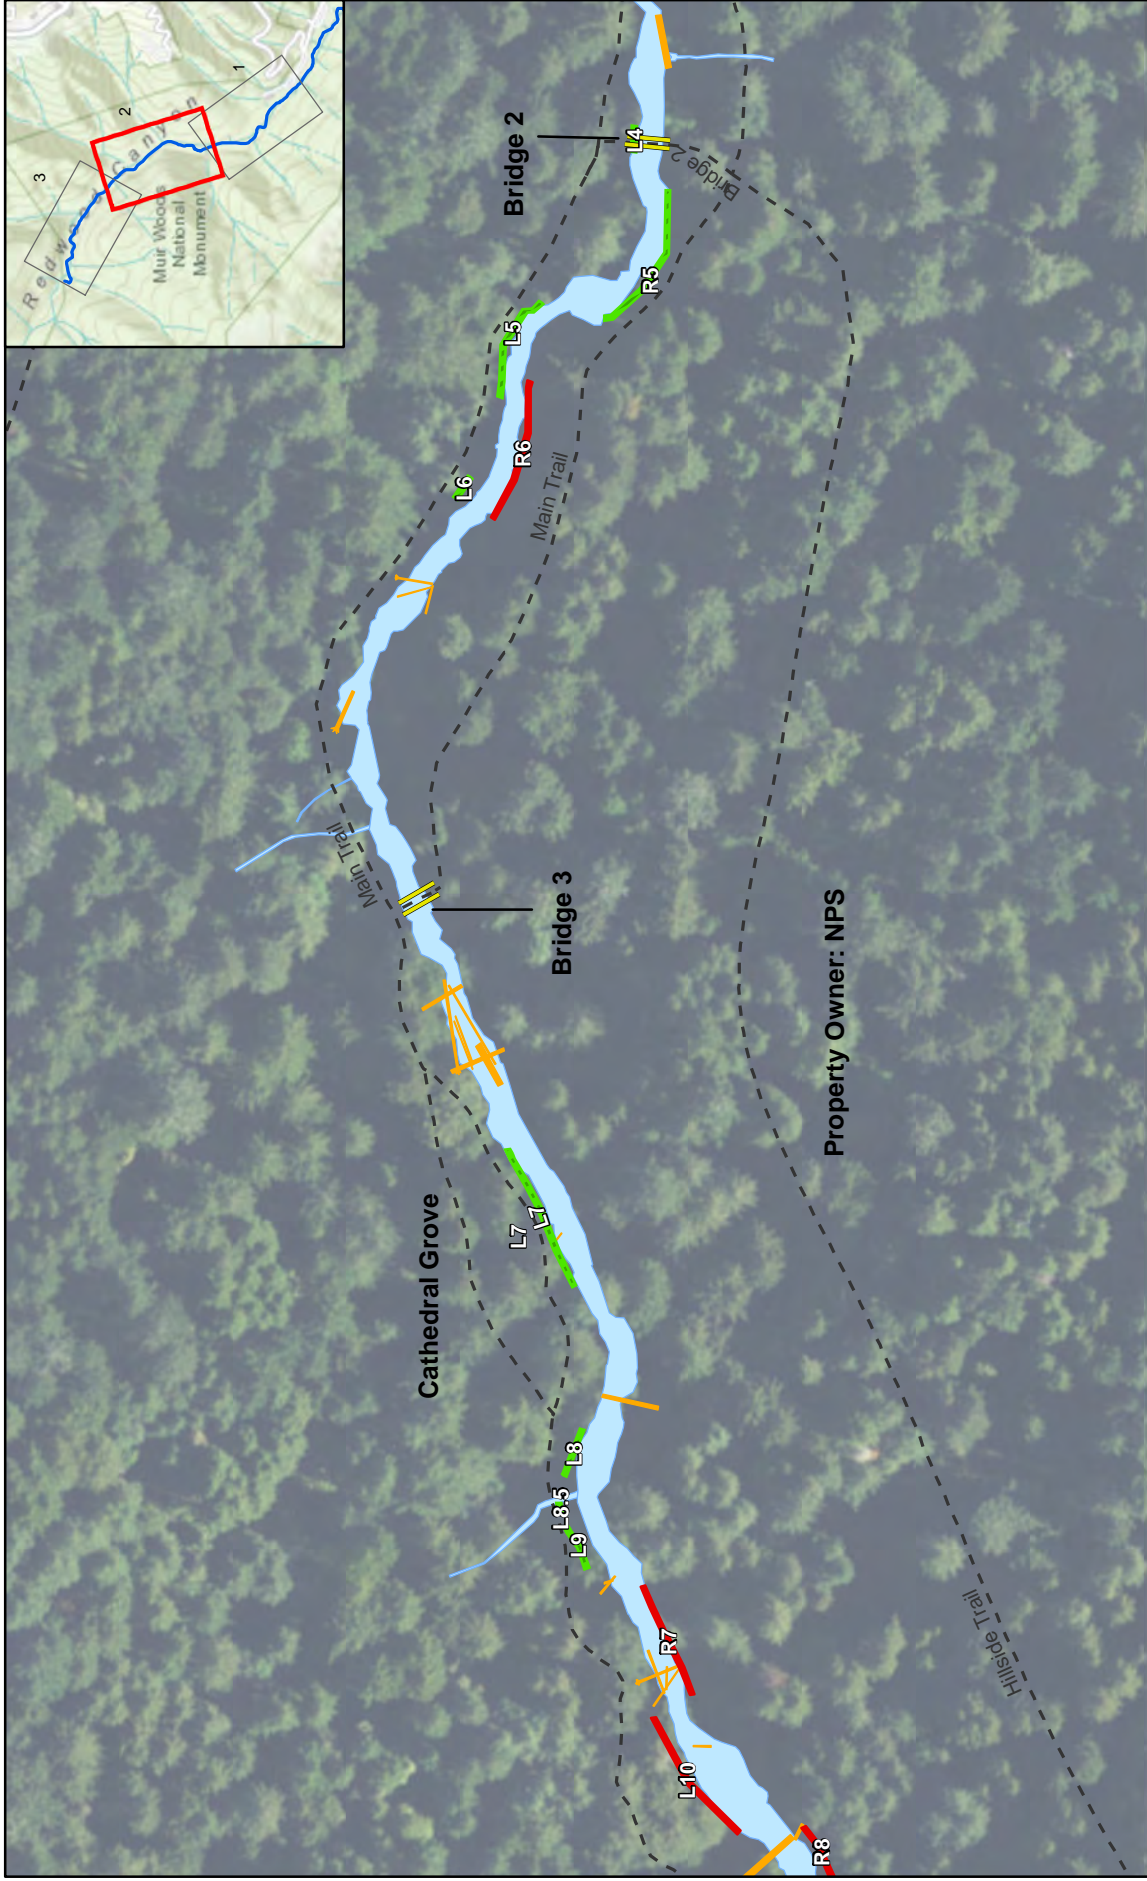 3
2
1
Redwood Canyon
Muir Woods
National
Monument
Bridge 2
L4
Bridge 2
R5
L5
R6
L6
Main Trail
Main Trail
Bridge 3
Property Owner: NPS
Cathedral Grove
L7
L7
L8
L8.5
L9
R7
L10
R8
Hillside Trail